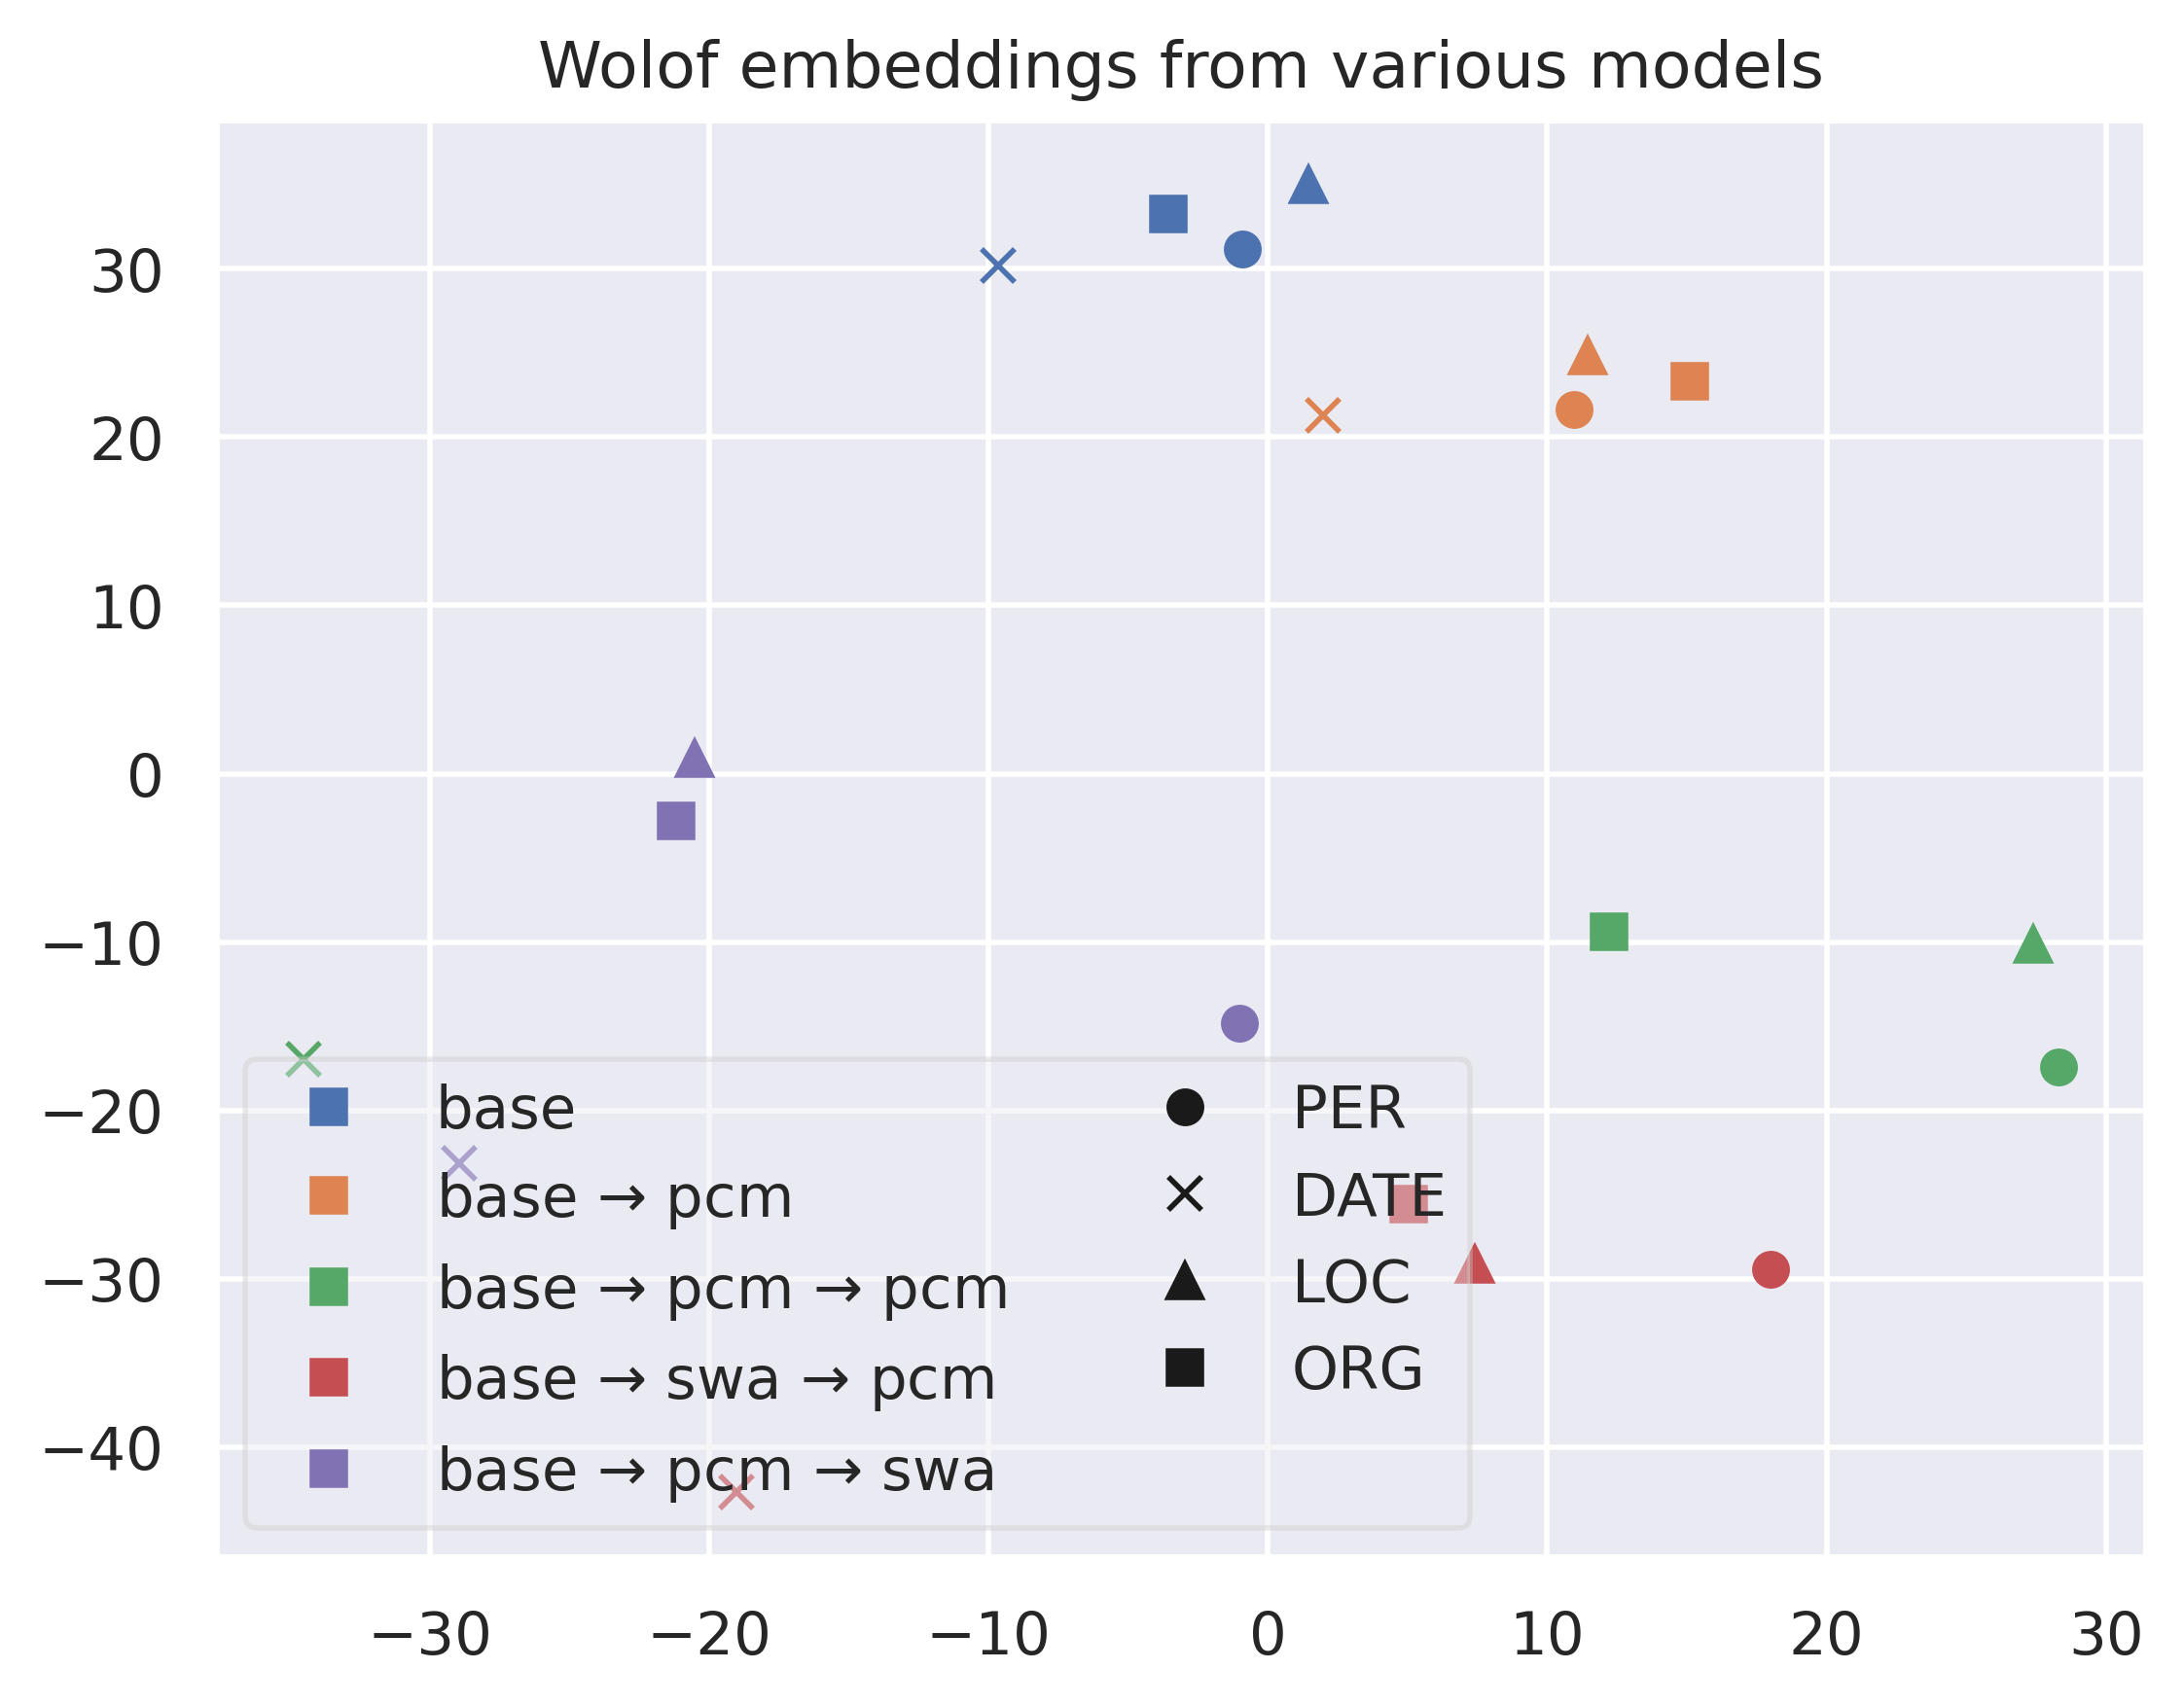 Wolof embeddings from various models
30
20
10
0
−10
−20
−30
−40
base
base → pcm
base → pcm → pcm
base → swa → pcm
base → pcm → swa
PER
DATE
LOC
ORG
−30 −20 −10 0 10 20 30